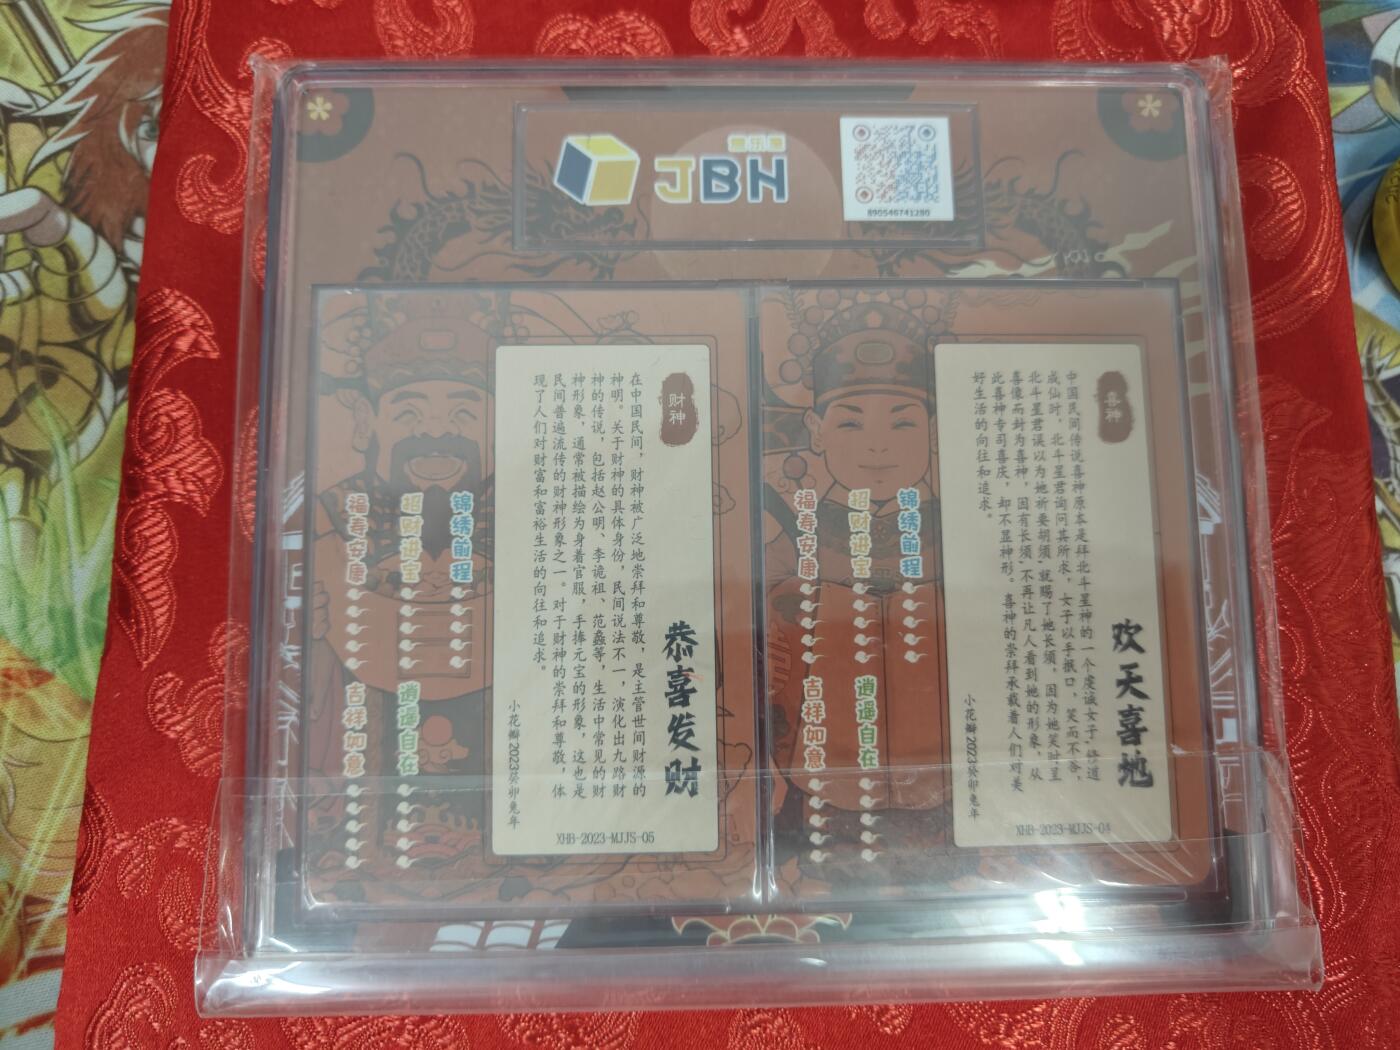 JBH
890546741280
财神
恭喜发财
在中国民间，财神被广泛地崇拜和尊敬，是主管世间财源的
神明。关于财神的具体身份，民间说法不一，演化出九路财
神的传说，包括赵公明、李诡祖、范蠡等，生活中常见的财
神形象，通常被描绘为身着官服，手捧元宝的形象，这也是
民间普遍流传的财神形象之一。对于财神的崇拜和尊敬，体
现了人们对财富和富裕生活的向往和追求。
小花瓣2023癸卯兔年
XHB-2023-MJJS-05
锦绣前程
招财进宝
逍遥自在
福寿安康
吉祥如意
喜神
欢天喜地
中国民间传说喜神原本是拜北斗星神的一个虔诚女子，修道
成仙时，北斗星君询问其所求，女子以手抿口，笑而不答，
北斗星君误以为她祈要胡须，就赐了她长须，因为她笑时呈
喜像而封为喜神，因有长须，不再让凡人看到她的形象，从
此喜神专司喜庆，却不显神形。喜神的崇拜承载着人们对美
好生活的向往和追求。
小花瓣2023癸卯兔年
XHB-2023-MJJS-04
锦绣前程
招财进宝
逍遥自在
福寿安康
吉祥如意